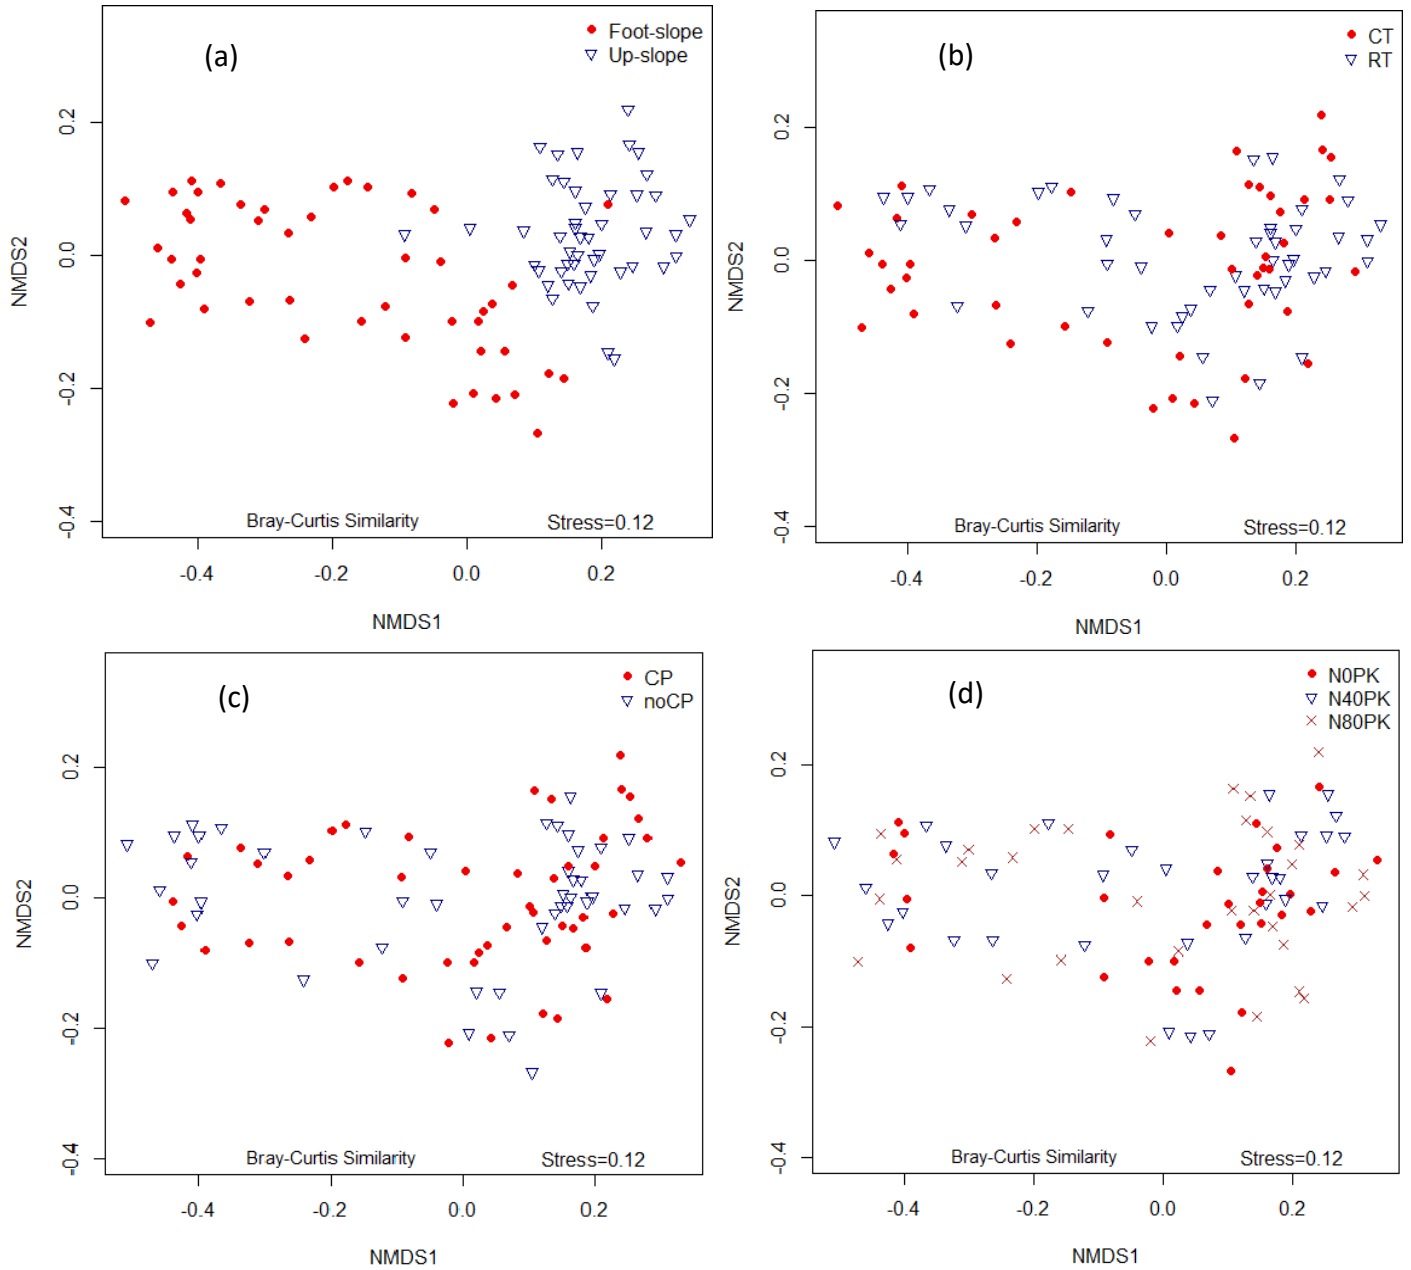 (a)
Foot-slope
Up-slope
0.2
0.0
-0.2
-0.4
NMDS2
Bray-Curtis Similarity
Stress=0.12
-0.4
-0.2
0.0
0.2
NMDS1
(b)
CT
RT
0.2
0.0
-0.2
-0.4
NMDS2
Bray-Curtis Similarity
Stress=0.12
-0.4
-0.2
0.0
0.2
NMDS1
(c)
CP
noCP
0.2
0.0
-0.2
-0.4
NMDS2
Bray-Curtis Similarity
Stress=0.12
-0.4
-0.2
0.0
0.2
NMDS1
(d)
N0PK
N40PK
N80PK
0.2
0.0
-0.2
-0.4
NMDS2
Bray-Curtis Similarity
Stress=0.12
-0.4
-0.2
0.0
0.2
NMDS1